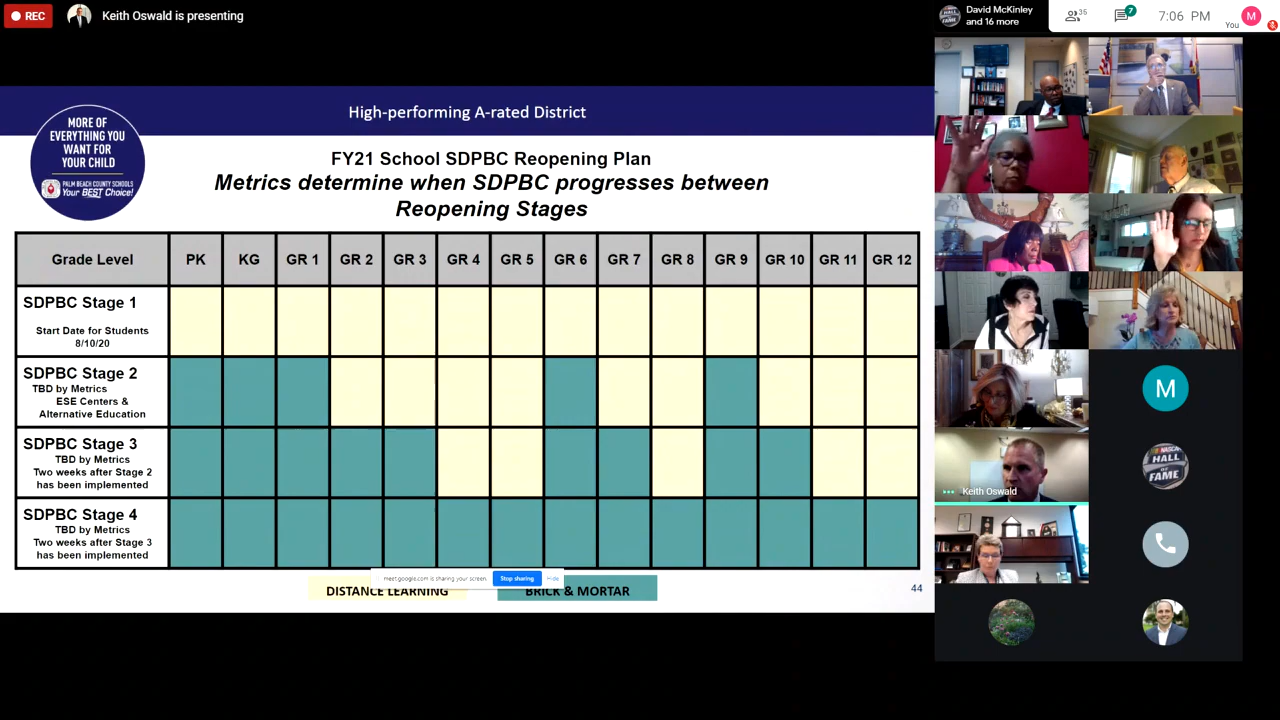 REC
Keith Oswald is presenting
David McKinley
and 16 more
35
7
7:06 PM
You
M
High-performing A-rated District
MORE OF
EVERYTHING YOU
WANT FOR
YOUR CHILD
PALM BEACH COUNTY SCHOOLS
Your BEST Choice!
FY21 School SDPBC Reopening Plan
Metrics determine when SDPBC progresses between
Reopening Stages
Grade Level PK KG GR 1 GR 2 GR 3 GR 4 GR 5 GR 6 GR 7 GR 8 GR 9 GR 10 GR 11 GR 12
SDPBC Stage 1
Start Date for Students
8/10/20
SDPBC Stage 2
TBD by Metrics
ESE Centers &
Alternative Education
SDPBC Stage 3
TBD by Metrics
Two weeks after Stage 2
has been implemented
SDPBC Stage 4
TBD by Metrics
Two weeks after Stage 3
has been implemented
meet.google.com is sharing your screen.
Stop sharing
Hide
DISTANCE LEARNING
BRICK & MORTAR
44
M
NASCAR
HALL
OF
FAME
Keith Oswald